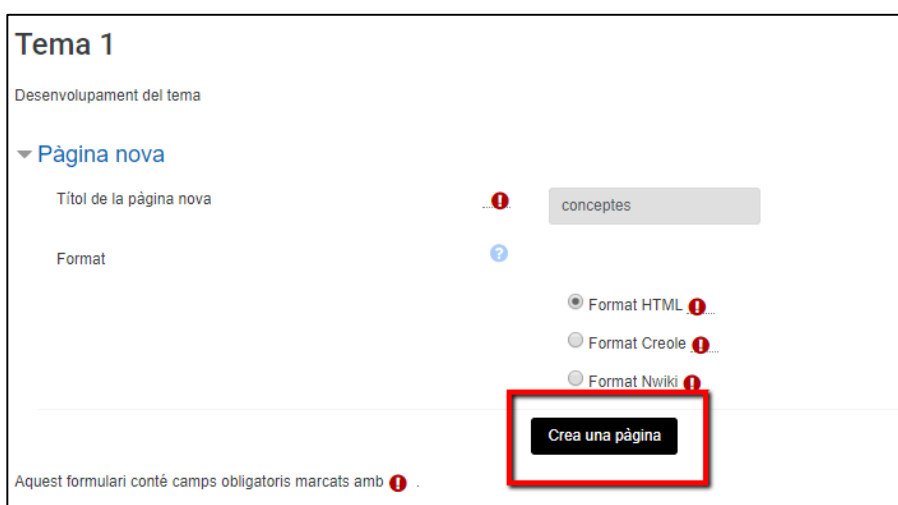 Tema 1
Desenvolupament del tema
Pàgina nova
Títol de la pàgina nova
conceptes
Format
Format HTML
Format Creole
Format Nwiki
Crea una pàgina
Aquest formulari conté camps obligatoris marcats amb .